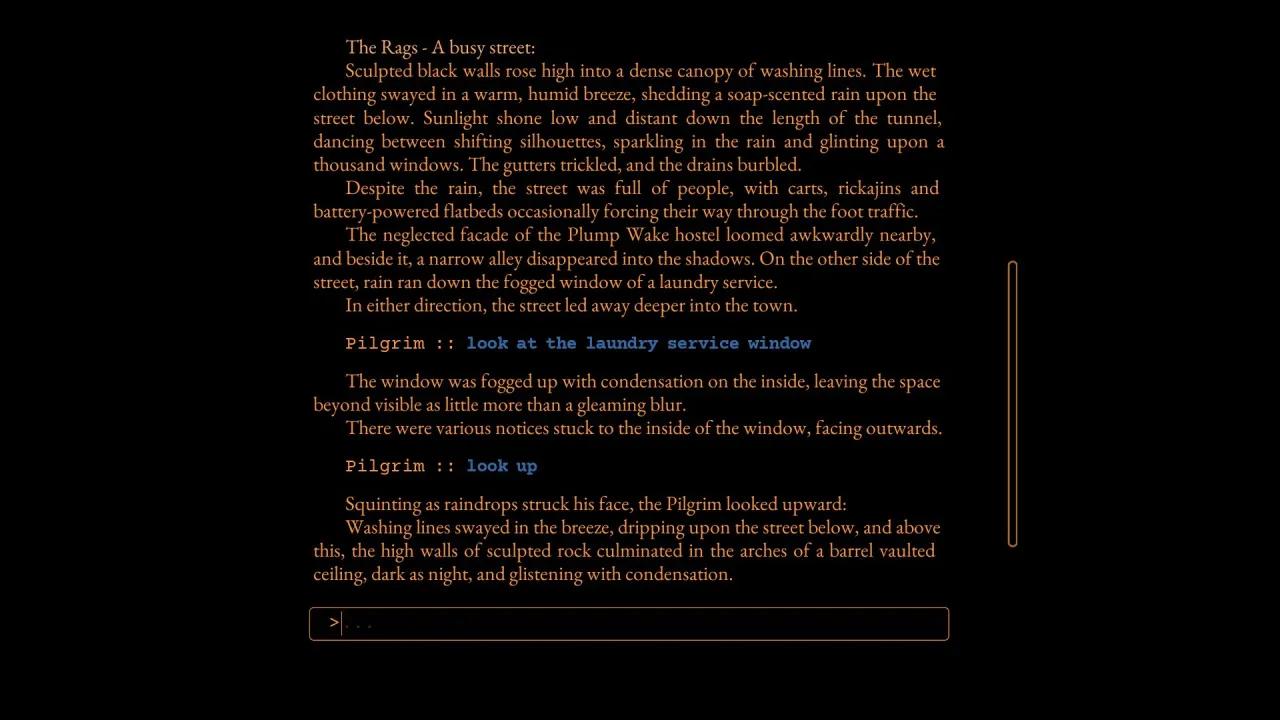 The Rags - A busy street:
Sculpted black walls rose high into a dense canopy of washing lines. The wet
clothing swayed in a warm, humid breeze, shedding a soap-scented rain upon the
street below. Sunlight shone low and distant down the length of the tunnel,
dancing between shifting silhouettes, sparkling in the rain and glinting upon a
thousand windows. The gutters trickled, and the drains burbled.
Despite the rain, the street was full of people, with carts, rickajins and
battery-powered flatbeds occasionally forcing their way through the foot traffic.
The neglected facade of the Plump Wake hostel loomed awkwardly nearby,
and beside it, a narrow alley disappeared into the shadows. On the other side of the
street, rain ran down the fogged window of a laundry service.
In either direction, the street led away deeper into the town.
Pilgrim :: look at the laundry service window
The window was fogged up with condensation on the inside, leaving the space
beyond visible as little more than a gleaming blur.
There were various notices stuck to the inside of the window, facing outwards.
Pilgrim :: look up
Squinting as raindrops struck his face, the Pilgrim looked upward:
Washing lines swayed in the breeze, dripping upon the street below, and above
this, the high walls of sculpted rock culminated in the arches of a barrel vaulted
ceiling, dark as night, and glistening with condensation.
>...